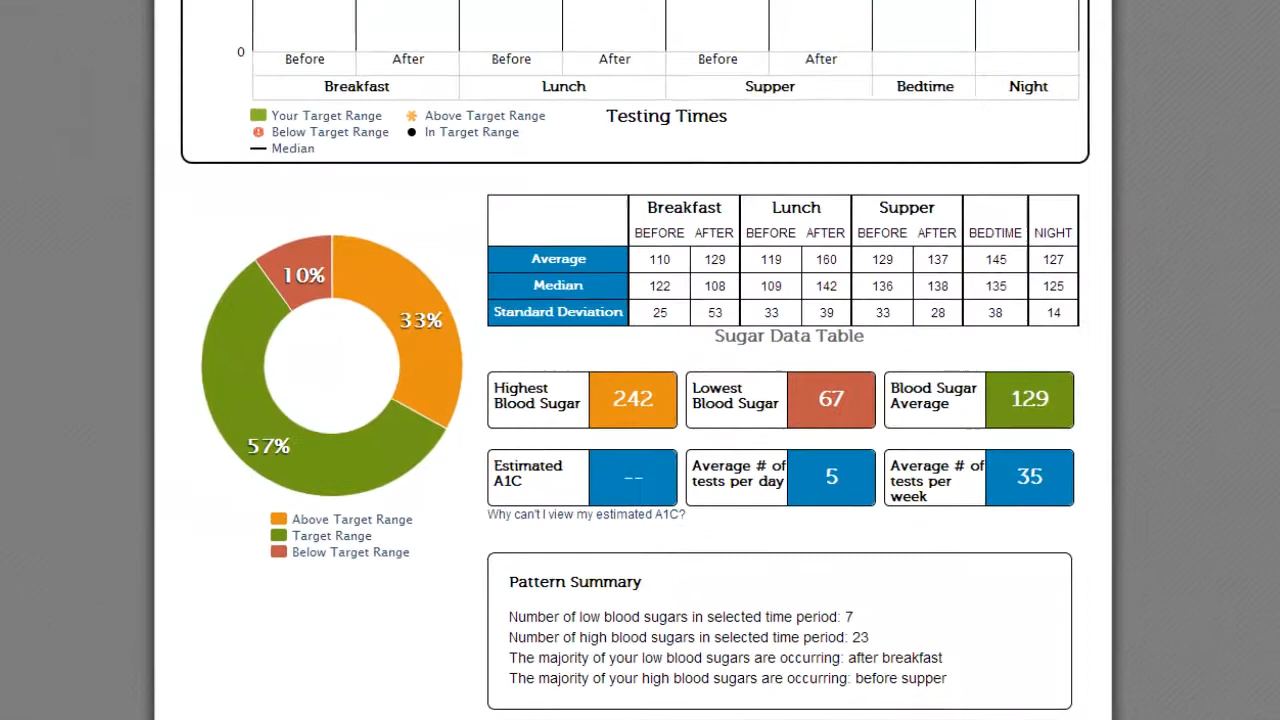 0
Before After Before After Before After
Breakfast Lunch Supper Bedtime Night
Your Target Range Above Target Range
Below Target Range In Target Range
Median
Testing Times
Breakfast Lunch Supper
BEFORE AFTER BEFORE AFTER BEFORE AFTER BEDTIME NIGHT
Average 110 129 119 160 129 137 145 127
Median 122 108 109 142 136 138 135 125
Standard Deviation 25 53 33 39 33 28 38 14
Sugar Data Table
10%
33%
57%
Above Target Range
Target Range
Below Target Range
Highest
Blood Sugar
242
Lowest
Blood Sugar
67
Blood Sugar
Average
129
Estimated
A1C
--
Average # of
tests per day
5
Average # of
tests per
week
35
Why can't I view my estimated A1C?
Pattern Summary
Number of low blood sugars in selected time period: 7
Number of high blood sugars in selected time period: 23
The majority of your low blood sugars are occurring: after breakfast
The majority of your high blood sugars are occurring: before supper